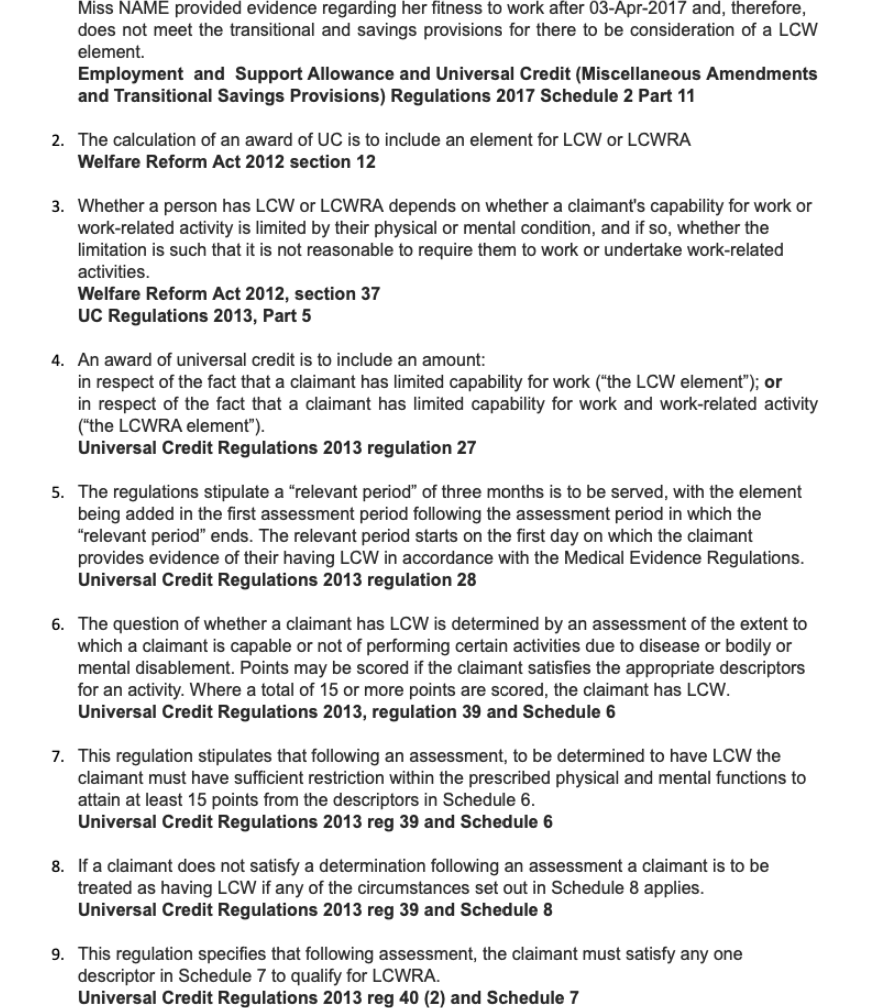 Miss NAME provided evidence regarding her fitness to work after 03-Apr-2017 and, therefore,
does not meet the transitional and savings provisions for there to be consideration of a LCW
element.
Employment and Support Allowance and Universal Credit (Miscellaneous Amendments
and Transitional Savings Provisions) Regulations 2017 Schedule 2 Part 11
2. The calculation of an award of UC is to include an element for LCW or LCWRA
Welfare Reform Act 2012 section 12
3. Whether a person has LCW or LCWRA depends on whether a claimant's capability for work or
work-related activity is limited by their physical or mental condition, and if so, whether the
limitation is such that it is not reasonable to require them to work or undertake work-related
activities.
Welfare Reform Act 2012, section 37
UC Regulations 2013, Part 5
4. An award of universal credit is to include an amount:
in respect of the fact that a claimant has limited capability for work (“the LCW element”); or
in respect of the fact that a claimant has limited capability for work and work-related activity
(“the LCWRA element”).
Universal Credit Regulations 2013 regulation 27
5. The regulations stipulate a “relevant period” of three months is to be served, with the element
being added in the first assessment period following the assessment period in which the
“relevant period” ends. The relevant period starts on the first day on which the claimant
provides evidence of their having LCW in accordance with the Medical Evidence Regulations.
Universal Credit Regulations 2013 regulation 28
6. The question of whether a claimant has LCW is determined by an assessment of the extent to
which a claimant is capable or not of performing certain activities due to disease or bodily or
mental disablement. Points may be scored if the claimant satisfies the appropriate descriptors
for an activity. Where a total of 15 or more points are scored, the claimant has LCW.
Universal Credit Regulations 2013, regulation 39 and Schedule 6
7. This regulation stipulates that following an assessment, to be determined to have LCW the
claimant must have sufficient restriction within the prescribed physical and mental functions to
attain at least 15 points from the descriptors in Schedule 6.
Universal Credit Regulations 2013 reg 39 and Schedule 6
8. If a claimant does not satisfy a determination following an assessment a claimant is to be
treated as having LCW if any of the circumstances set out in Schedule 8 applies.
Universal Credit Regulations 2013 reg 39 and Schedule 8
9. This regulation specifies that following assessment, the claimant must satisfy any one
descriptor in Schedule 7 to qualify for LCWRA.
Universal Credit Regulations 2013 reg 40 (2) and Schedule 7